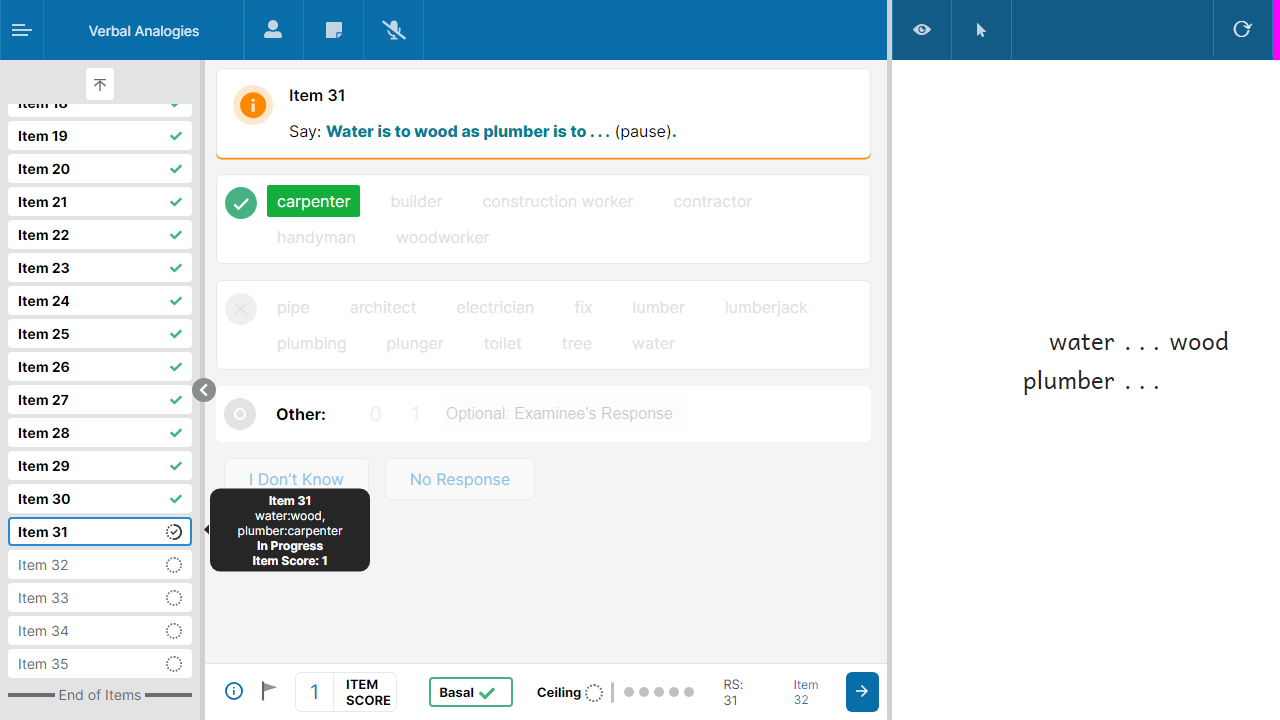 Verbal Analogies
Item 18
Item 19
Item 20
Item 21
Item 22
Item 23
Item 24
Item 25
Item 26
Item 27
Item 28
Item 29
Item 30
Item 31
Item 32
Item 33
Item 34
Item 35
End of Items
Item 31
Say: Water is to wood as plumber is to . . . (pause).
carpenter builder construction worker contractor
handyman woodworker
pipe architect electrician fix lumber lumberjack
plumbing plunger toilet tree water
Other: 0 1 Optional: Examinee's Response
I Don't Know No Response
Item 31
water:wood,
plumber:carpenter
In Progress
Item Score: 1
1 ITEM SCORE Basal Ceiling RS: 31 Item 32
water . . . wood
plumber . . .